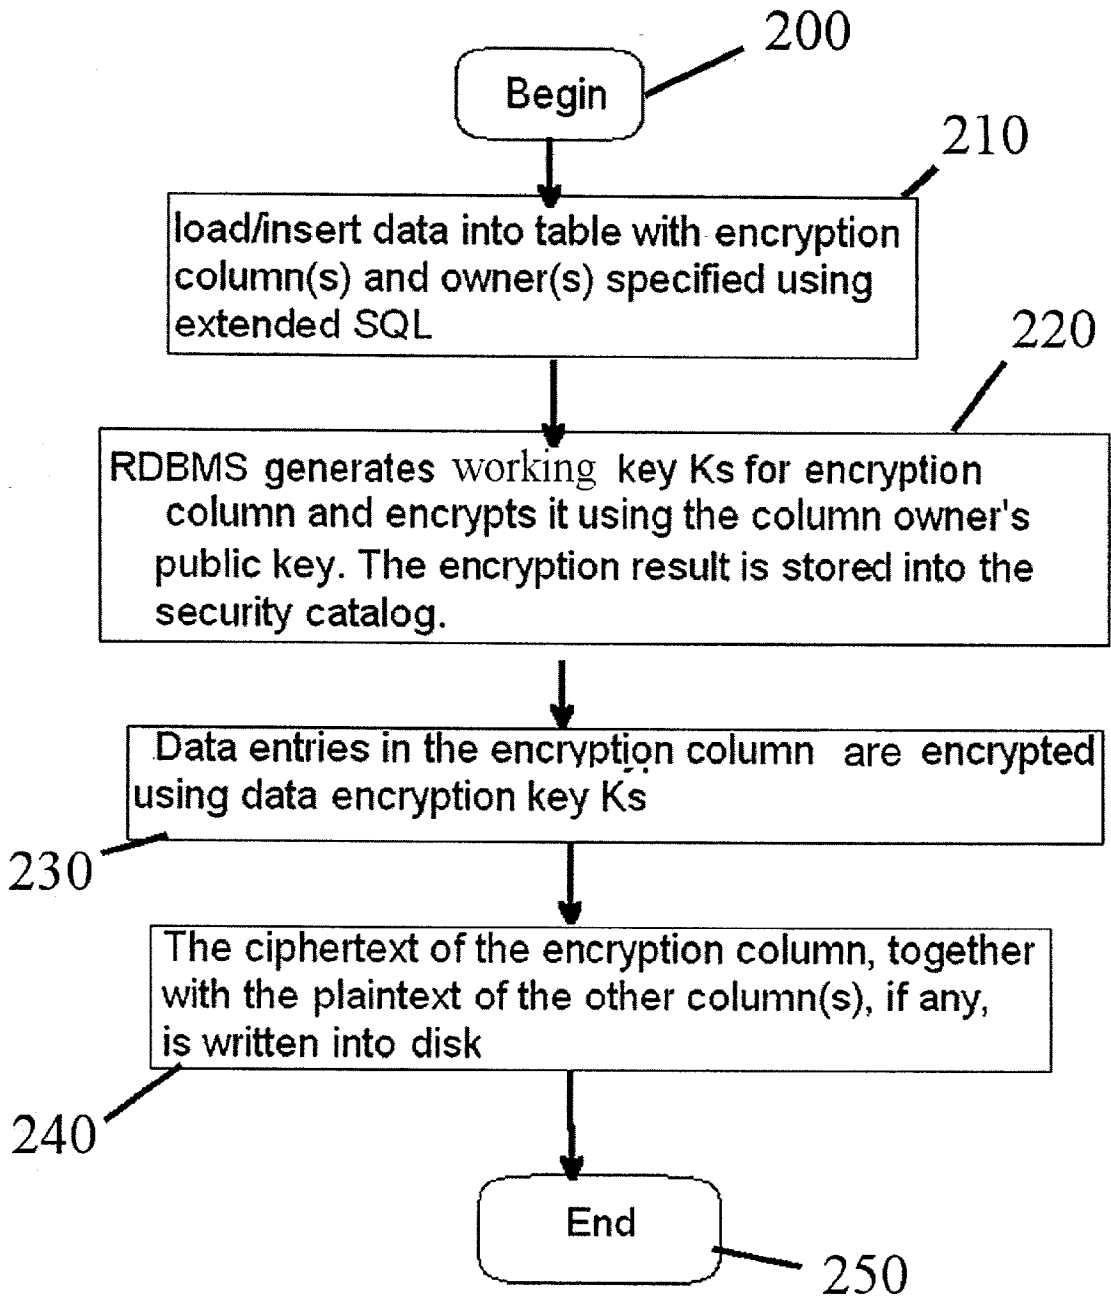 200
Begin
210
load/insert data into table with encryption
column(s) and owner(s) specified using
extended SQL
220
RDBMS generates working key Ks for encryption
column and encrypts it using the column owner's
public key. The encryption result is stored into the
security catalog.
Data entries in the encryption column are encrypted
using data encryption key Ks
230
The ciphertext of the encryption column, together
with the plaintext of the other column(s), if any,
is written into disk
240
End
250